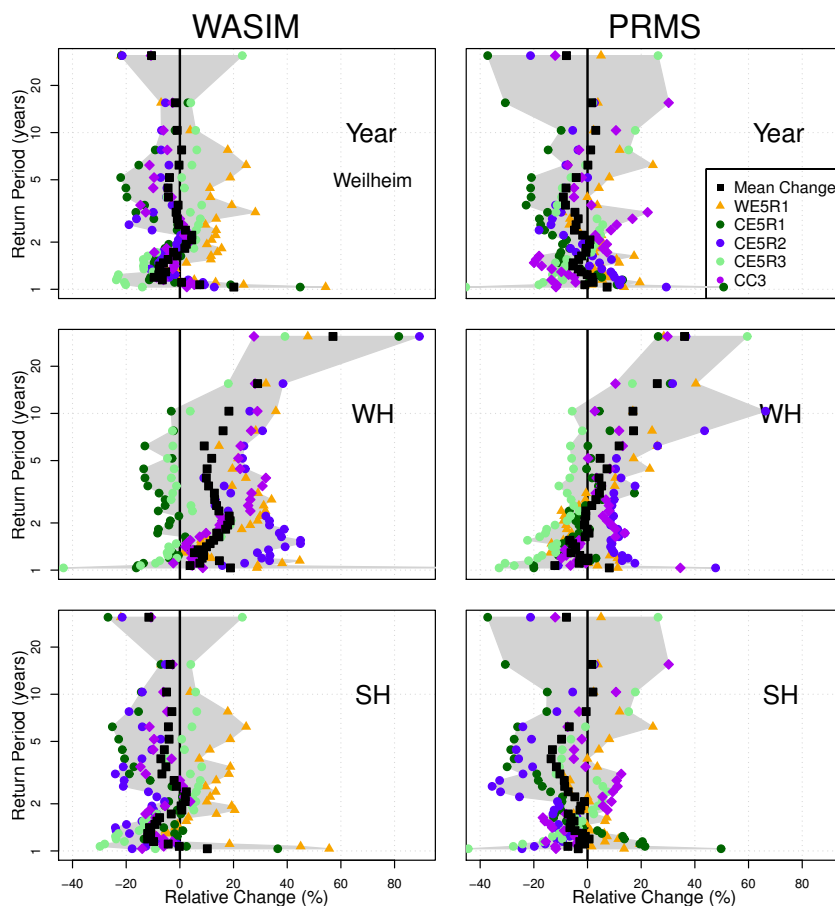 WASIM
PRMS
Return Period (years)
1
2
5
10
20
Year
Weilheim
Year
Mean Change
WE5R1
CE5R1
CE5R2
CE5R3
CC3
Return Period (years)
1
2
5
10
20
WH
WH
Return Period (years)
1
2
5
10
20
SH
SH
−40 −20 0 20 40 60 80
−40 −20 0 20 40 60 80
Relative Change (%)
Relative Change (%)